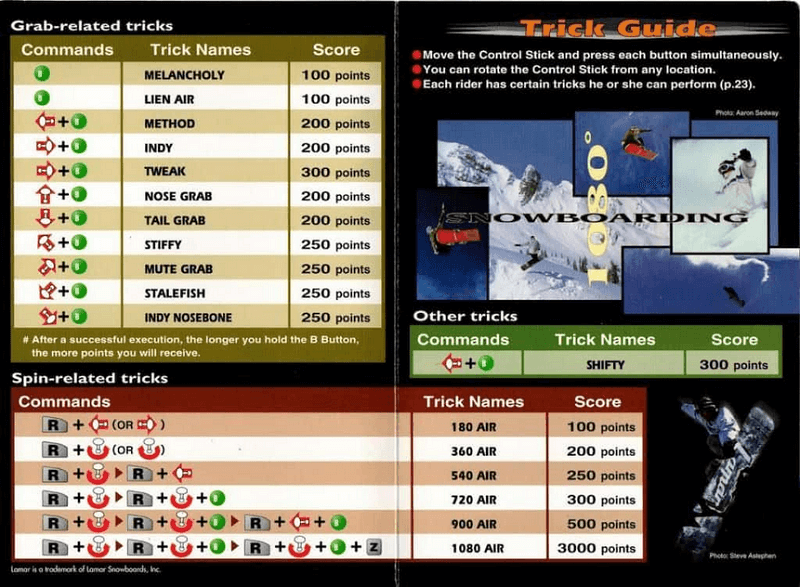 Grab-related tricks
Commands Trick Names Score
B MELANCHOLY 100 points
B LIEN AIR 100 points
+ B METHOD 200 points
+ B INDY 200 points
+ B TWEAK 300 points
+ B NOSE GRAB 200 points
+ B TAIL GRAB 200 points
+ B STIFFY 250 points
+ B MUTE GRAB 250 points
+ B STALEFISH 250 points
+ B INDY NOSEBONE 250 points
# After a successful execution, the longer you hold the B Button,
the more points you will receive.
Trick Guide
Move the Control Stick and press each button simultaneously.
You can rotate the Control Stick from any location.
Each rider has certain tricks he or she can perform (p.23).
Photo: Aaron Sedway
1080°
SNOWBOARDING
Other tricks
Commands Trick Names Score
+ B SHIFTY 300 points
Spin-related tricks
Commands Trick Names Score
R + (OR ) 180 AIR 100 points
R + (OR ) 360 AIR 200 points
R + R + 540 AIR 250 points
R + R + + B 720 AIR 300 points
R + R + + B R + + B 900 AIR 500 points
R + R + + B R + + B + Z 1080 AIR 3000 points
Lamar is a trademark of Lamar Snowboards, Inc.
Photo: Steve Astephen